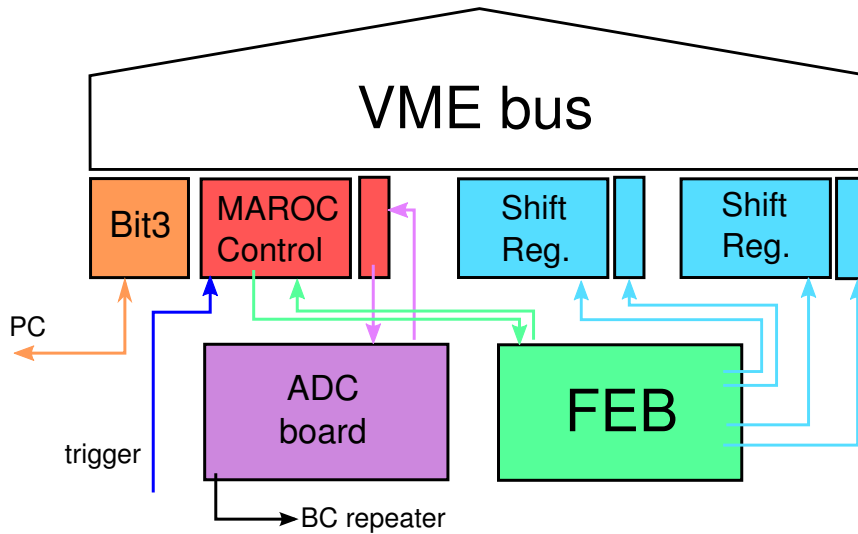 VME bus
Bit3
MAROC
Control
Shift
Reg.
Shift
Reg.
PC
ADC
board
FEB
trigger
BC repeater